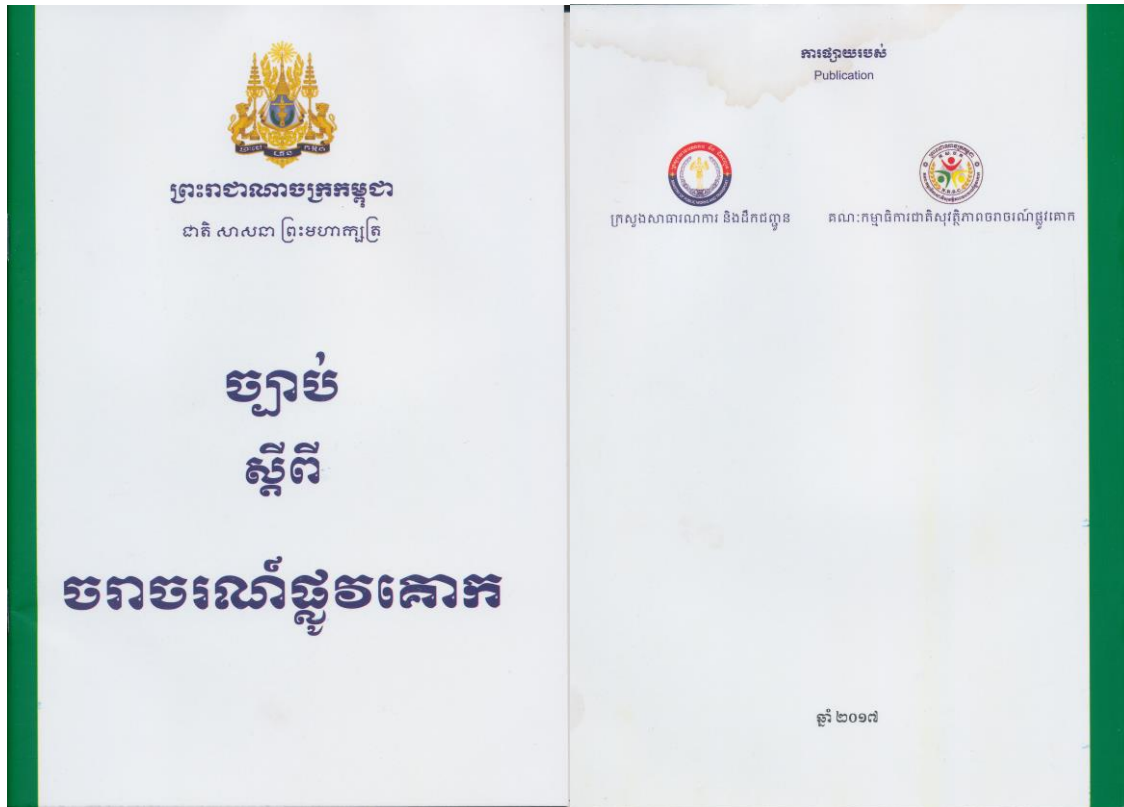 ព្រះរាជាណាចក្រកម្ពុជា
ជាតិ សាសនា ព្រះមហាក្សត្រ
ច្បាប់
ស្តីពី
ចរាចរណ៍ផ្លូវគោក
ការផ្សាយរបស់
Publication
ក្រសួងសាធារណការ និងដឹកជញ្ជូន
គណៈកម្មាធិការជាតិសុវត្ថិភាពចរាចរណ៍ផ្លូវគោក
ឆ្នាំ ២០១៧